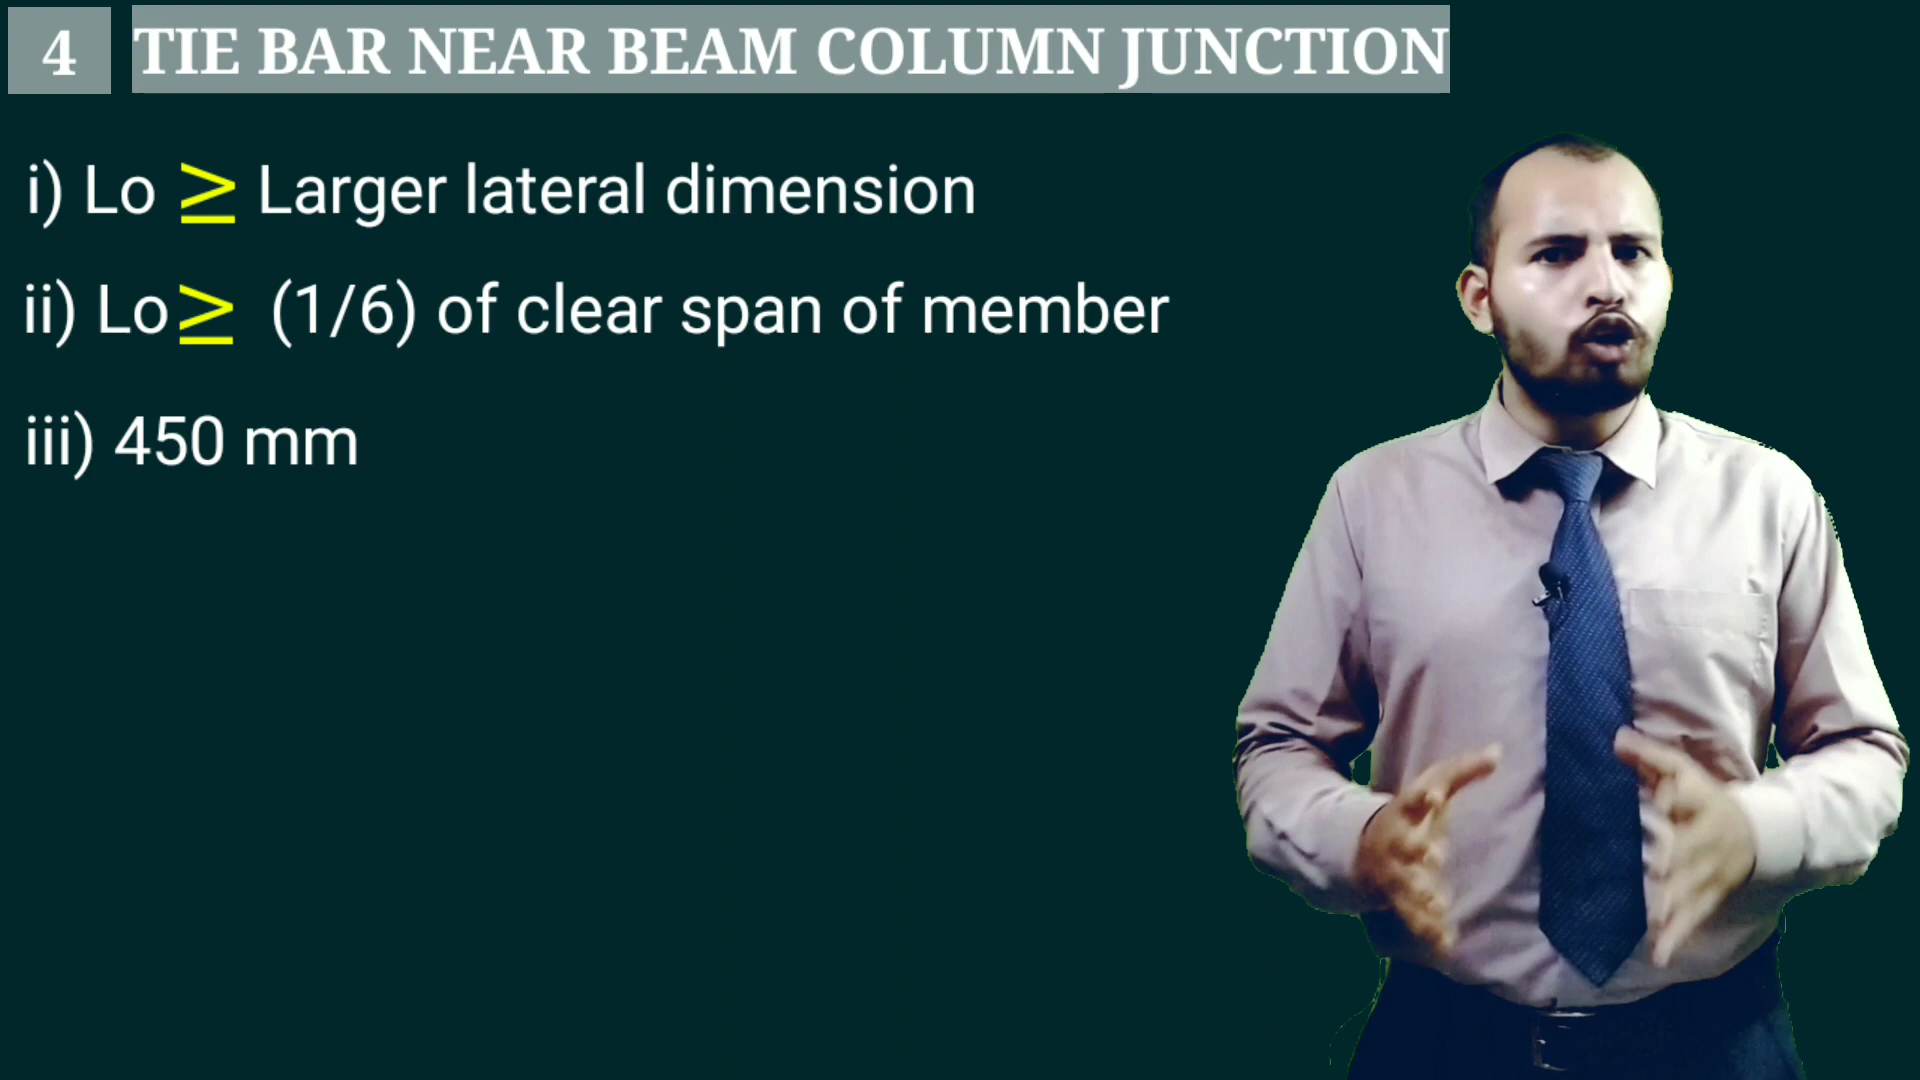 4 TIE BAR NEAR BEAM COLUMN JUNCTION
i) Lo ≥ Larger lateral dimension
ii) Lo ≥ (1/6) of clear span of member
iii) 450 mm